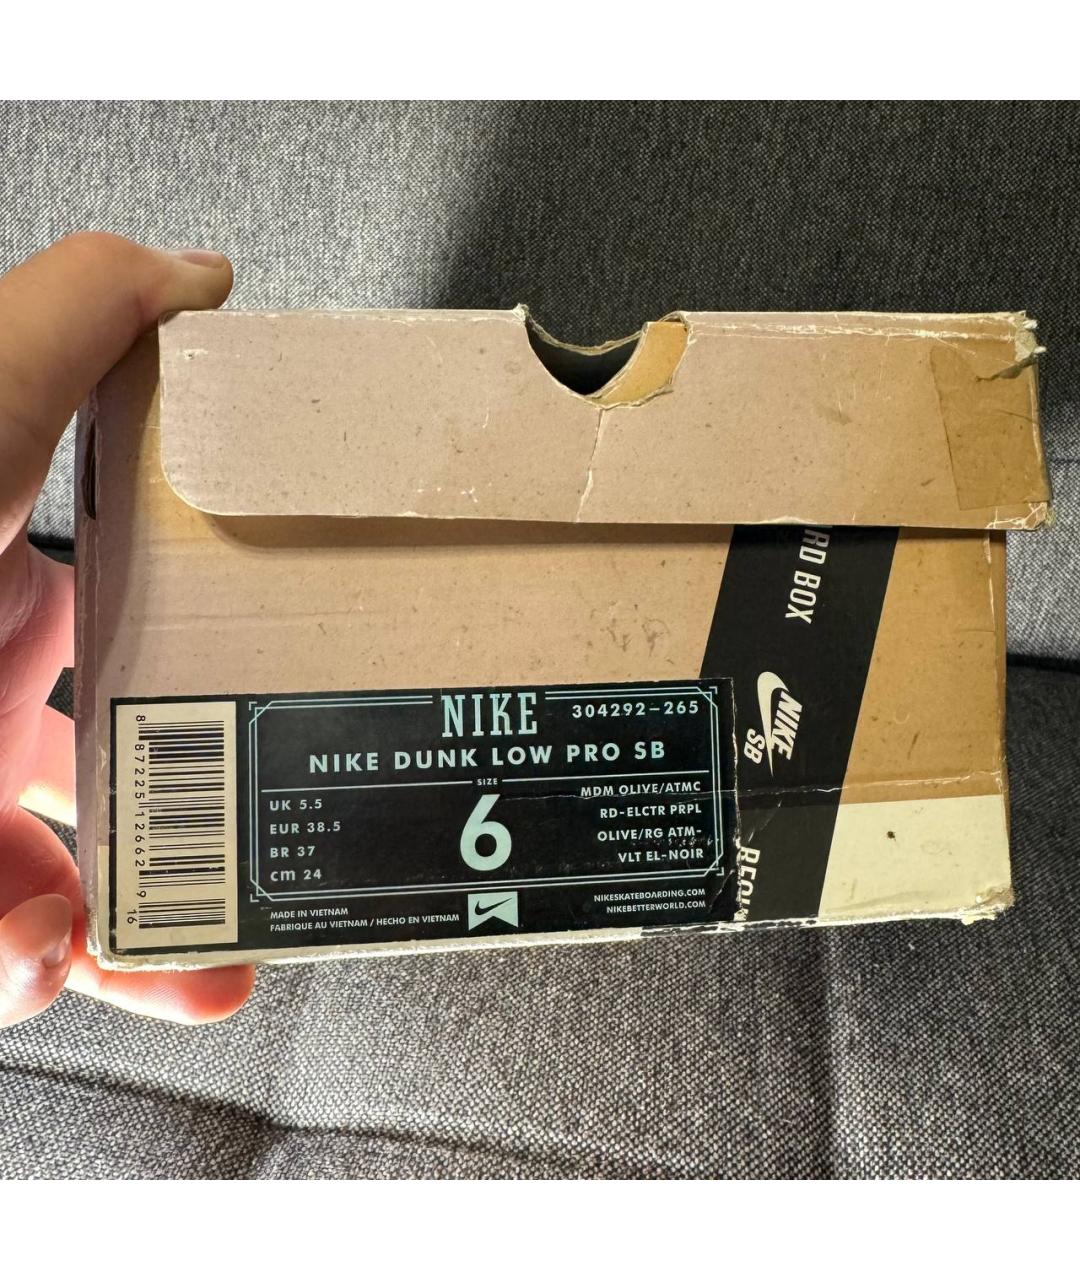 RD BOX
NIKE
SB
NIKE
304292-265
NIKE DUNK LOW PRO SB
SIZE
6
UK 5.5
EUR 38.5
BR 37
cm 24
MDM OLIVE/ATMC
RD-ELCTR PRPL
OLIVE/RG ATM-
VLT EL-NOIR
MADE IN VIETNAM
FABRIQUE AU VIETNAM / HECHO EN VIETNAM
NIKESKATEBOARDING.COM
NIKEBETTERWORLD.COM
8 87225 12662 9
16